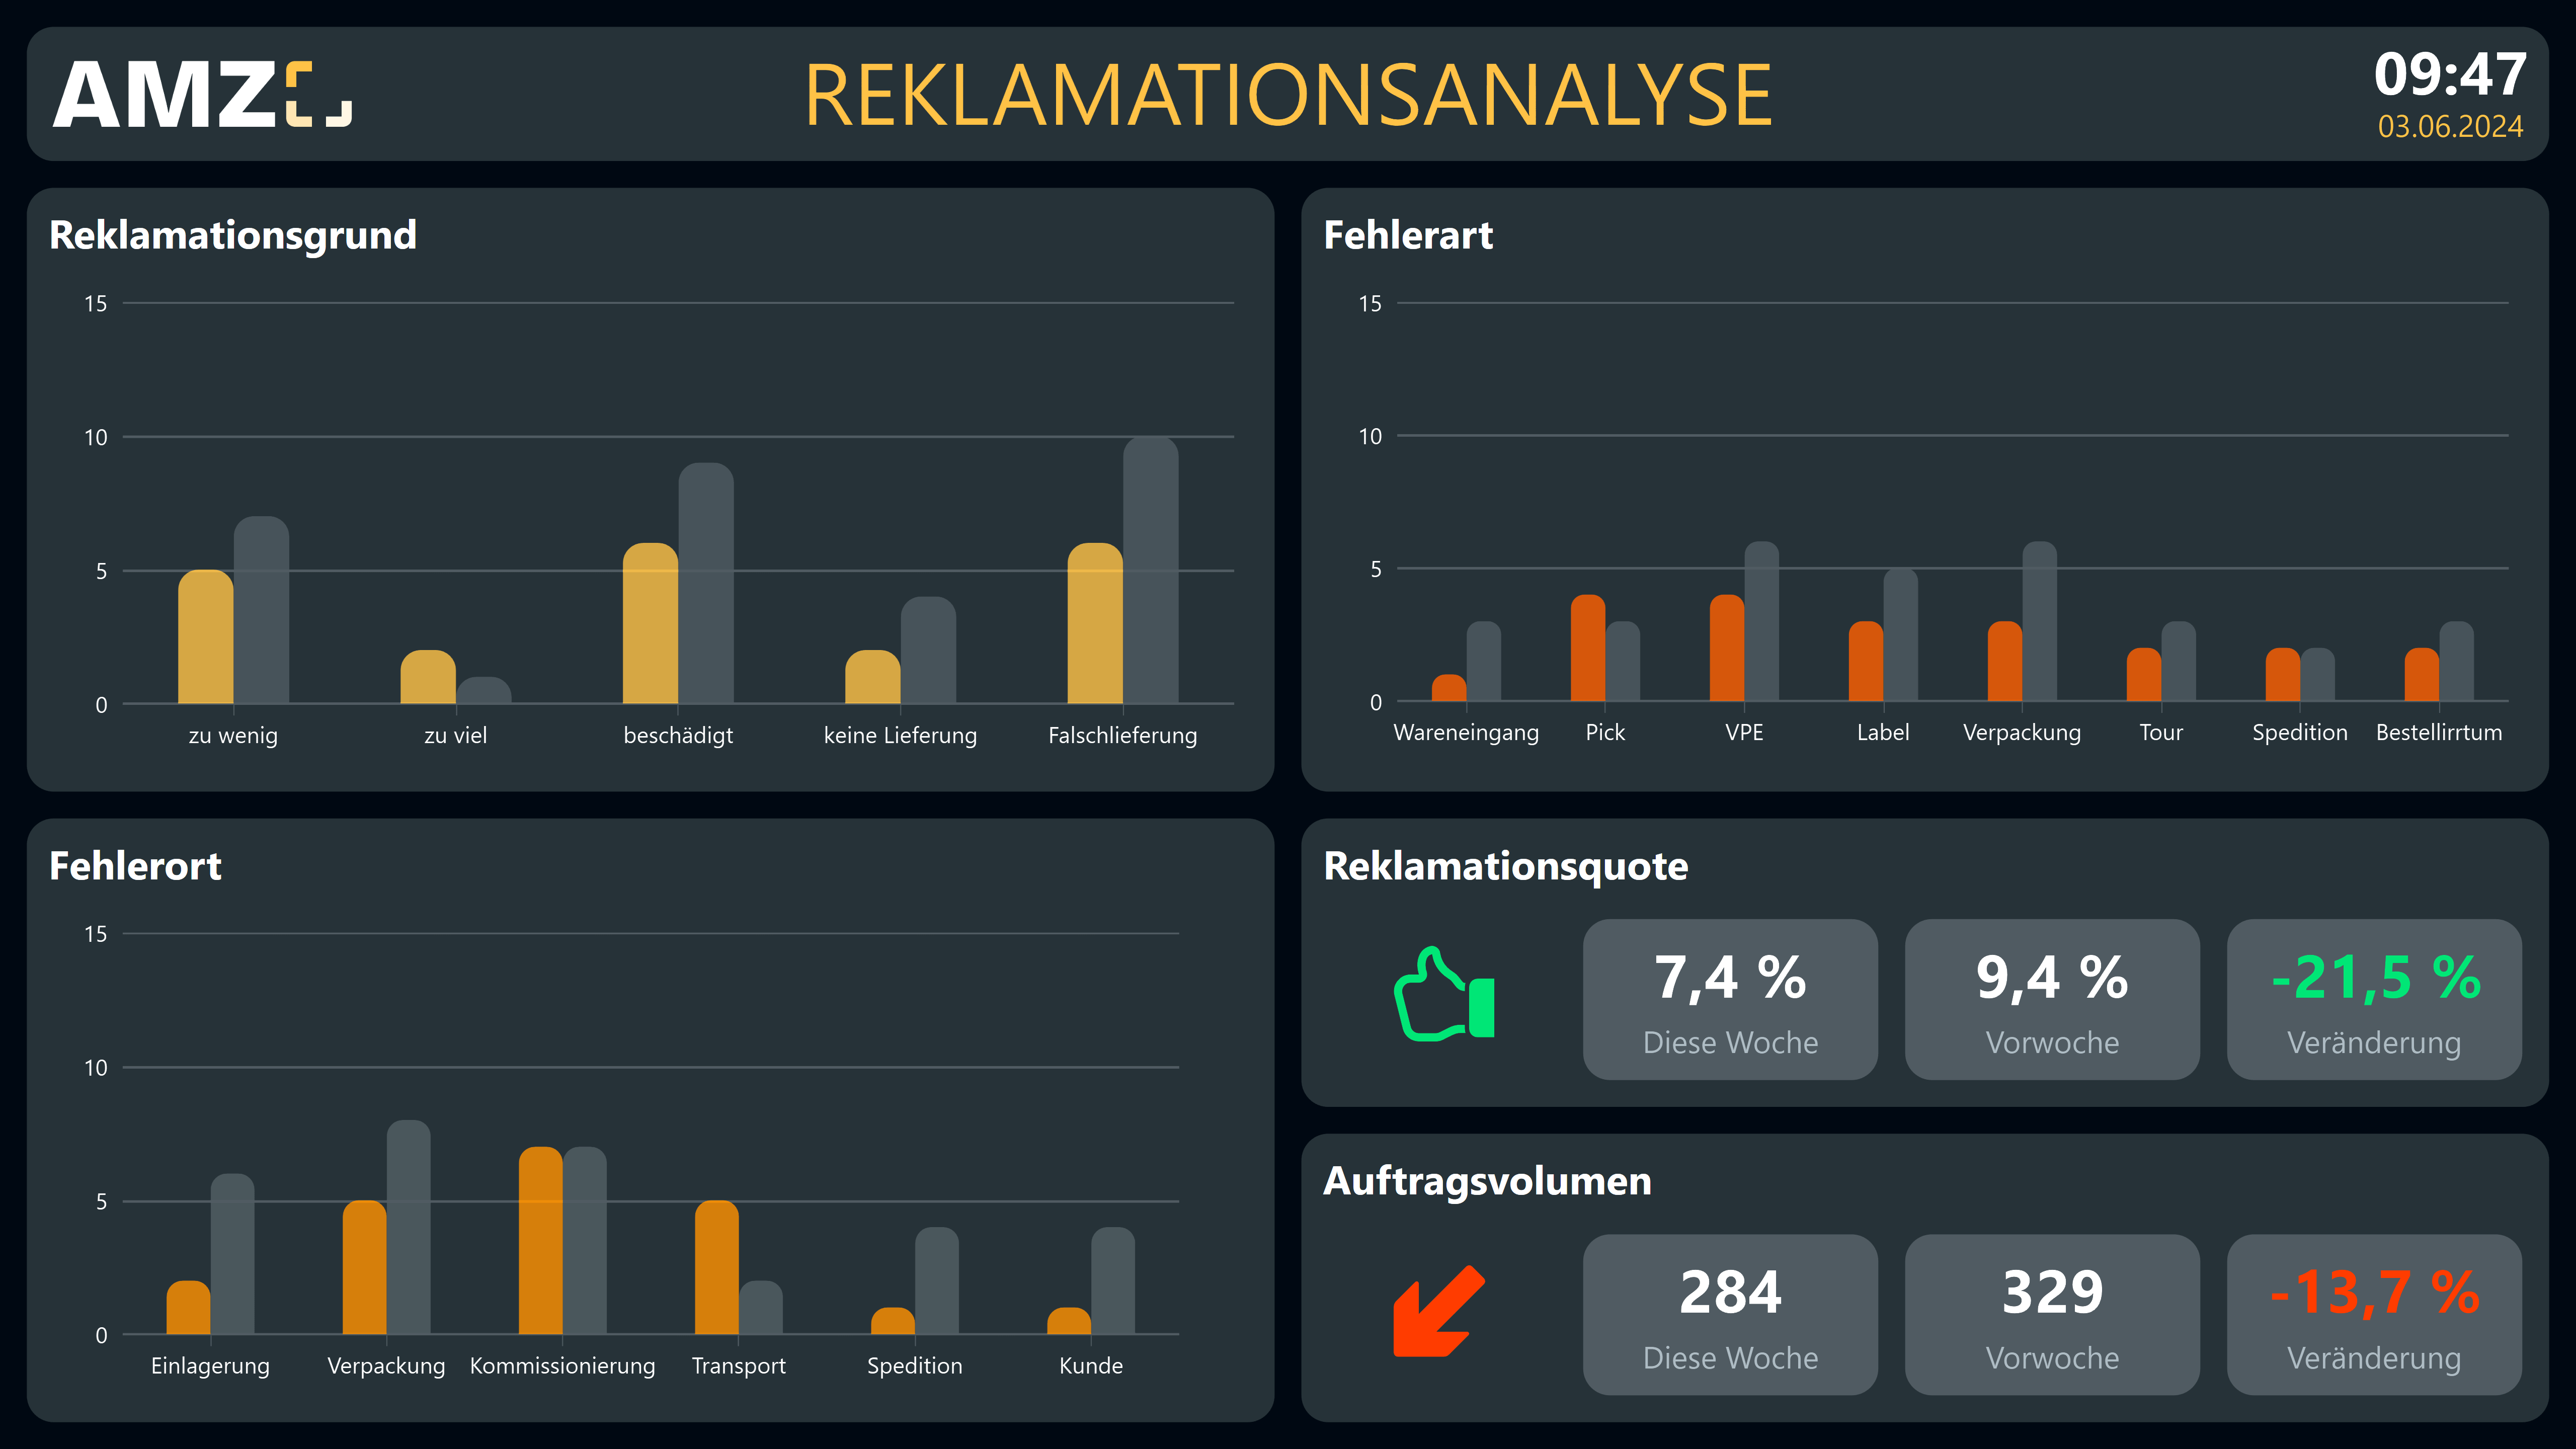 AMZ
REKLAMATIONSANALYSE
09:47
03.06.2024
Reklamationsgrund
15
10
5
0
zu wenig
zu viel
beschädigt
keine Lieferung
Falschlieferung
Fehlerart
15
10
5
0
Wareneingang
Pick
VPE
Label
Verpackung
Tour
Spedition
Bestellirrtum
Fehlerort
15
10
5
0
Einlagerung
Verpackung
Kommissionierung
Transport
Spedition
Kunde
Reklamationsquote
7,4 %
Diese Woche
9,4 %
Vorwoche
-21,5 %
Veränderung
Auftragsvolumen
284
Diese Woche
329
Vorwoche
-13,7 %
Veränderung